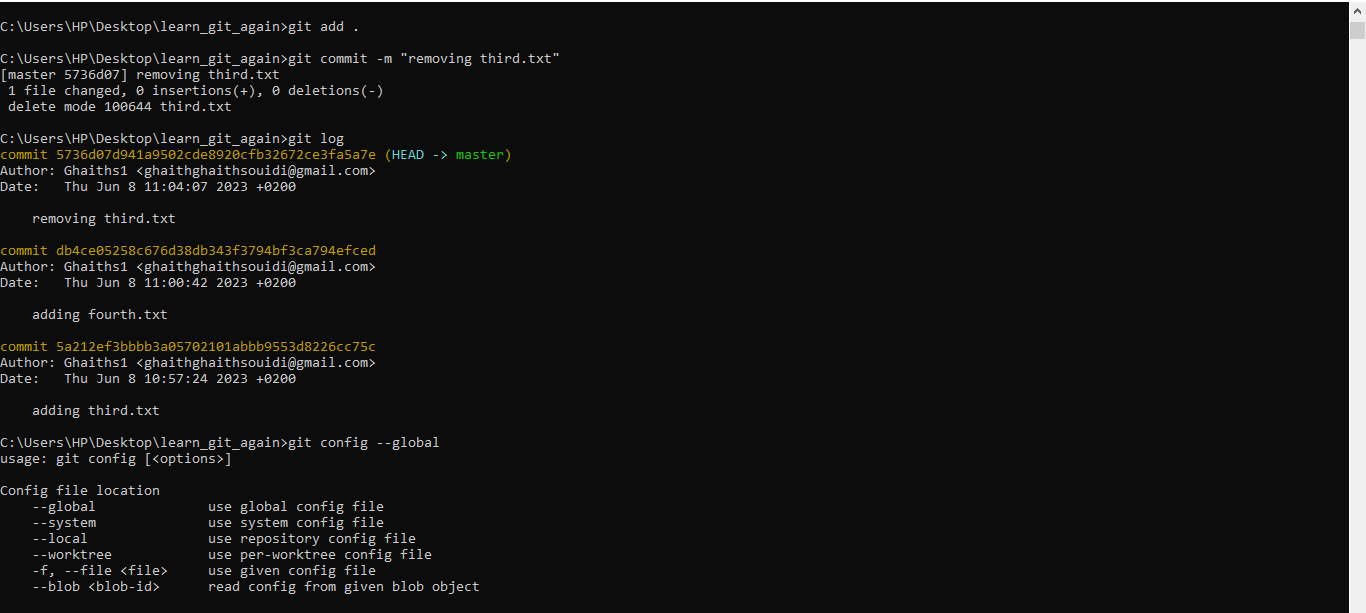 C:\Users\HP\Desktop\learn_git_again>git add .
C:\Users\HP\Desktop\learn_git_again>git commit -m "removing third.txt"
[master 5736d07] removing third.txt
 1 file changed, 0 insertions(+), 0 deletions(-)
 delete mode 100644 third.txt
C:\Users\HP\Desktop\learn_git_again>git log
commit 5736d07d941a9502cde8920cfb32672ce3fa5a7e (HEAD -> master)
Author: Ghaiths1 <ghaithghaithsouidi@gmail.com>
Date:   Thu Jun 8 11:04:07 2023 +0200
    removing third.txt
commit db4ce05258c676d38db343f3794bf3ca794efced
Author: Ghaiths1 <ghaithghaithsouidi@gmail.com>
Date:   Thu Jun 8 11:00:42 2023 +0200
    adding fourth.txt
commit 5a212ef3bbbb3a05702101abbb9553d8226cc75c
Author: Ghaiths1 <ghaithghaithsouidi@gmail.com>
Date:   Thu Jun 8 10:57:24 2023 +0200
    adding third.txt
C:\Users\HP\Desktop\learn_git_again>git config --global
usage: git config [<options>]
Config file location
    --global              use global config file
    --system              use system config file
    --local               use repository config file
    --worktree            use per-worktree config file
    -f, --file <file>     use given config file
    --blob <blob-id>      read config from given blob object